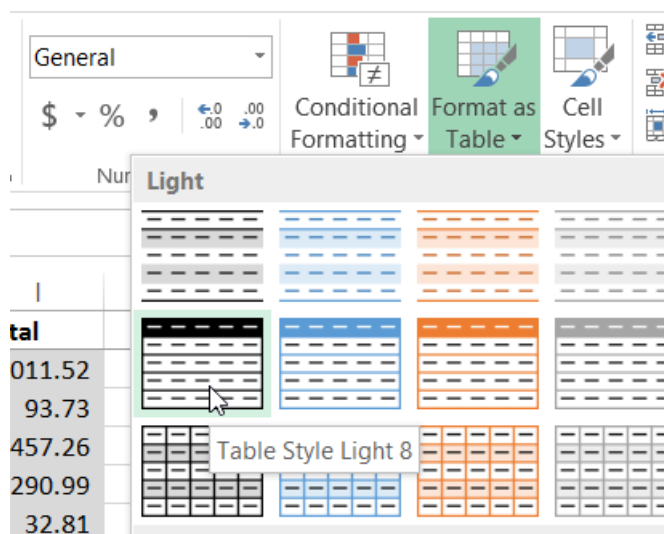 General
$ % , .0 .00 .00 .0
Conditional Formatting
Format as Table
Cell Styles
Nur
Light
I
tal
011.52
93.73
457.26
290.99
32.81
Table Style Light 8